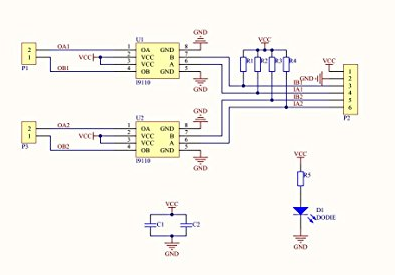 U1
GND
2 OA1 1 OA GND 8
1 VCC 2 VCC B 7
3 VCC A 6
P1 OB1 4 OB GND 5
I9110
GND
VCC
R1 R2 R3 R4
VCC
1
GND 2
IB1 3
IA1 4
IB2 5
IA2 6
P2
U2
GND
2 OA2 1 OA GND 8
1 VCC 2 VCC B 7
3 VCC A 6
P3 OB2 4 OB GND 5
I9110
GND
VCC
R5
D1
DODIE
GND
VCC
C1 C2
GND